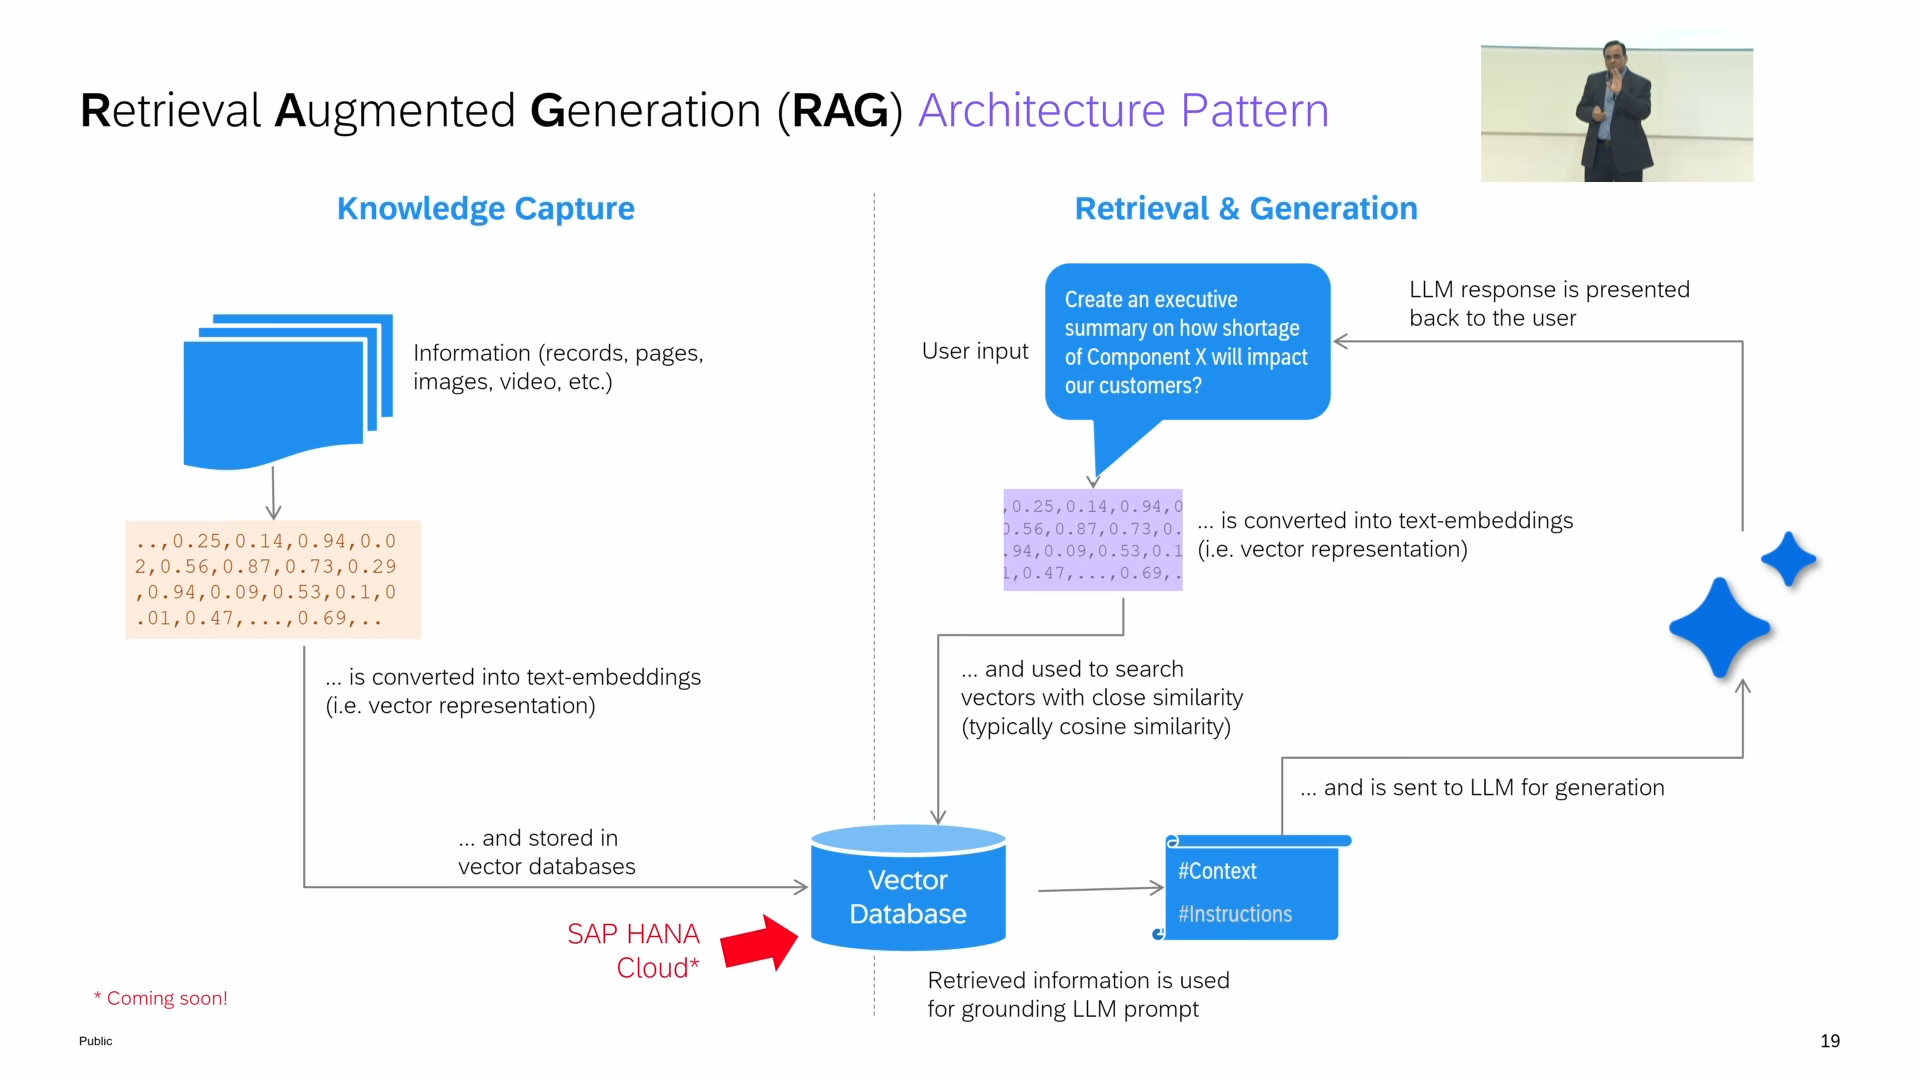 Retrieval Augmented Generation (RAG) Architecture Pattern
Knowledge Capture
Information (records, pages,
images, video, etc.)
..,0.25,0.14,0.94,0.0
2,0.56,0.87,0.73,0.29
,0.94,0.09,0.53,0.1,0
.01,0.47,...,0.69,..
... is converted into text-embeddings
(i.e. vector representation)
... and stored in
vector databases
SAP HANA
Cloud*
* Coming soon!
Retrieval & Generation
User input
Create an executive
summary on how shortage
of Component X will impact
our customers?
LLM response is presented
back to the user
,0.25,0.14,0.94,0
0.56,0.87,0.73,0.
.94,0.09,0.53,0.1
1,0.47,...,0.69,.
... is converted into text-embeddings
(i.e. vector representation)
... and used to search
vectors with close similarity
(typically cosine similarity)
... and is sent to LLM for generation
Vector
Database
#Context
#Instructions
Retrieved information is used
for grounding LLM prompt
Public
19